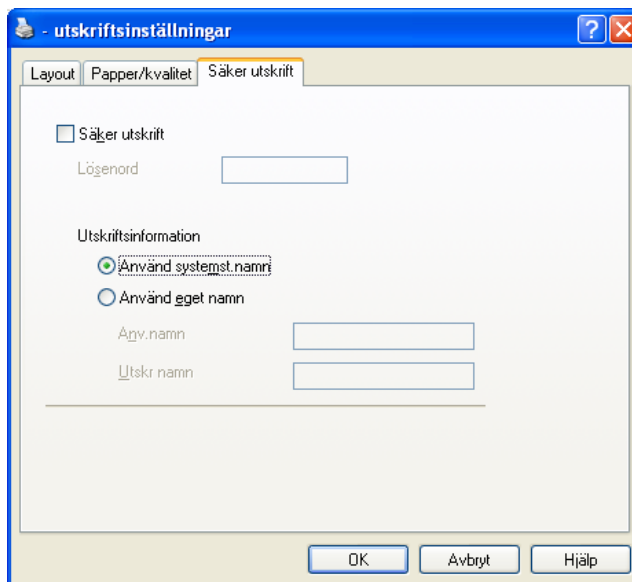 - utskriftsinställningar
Layout Papper/kvalitet Säker utskrift
Säker utskrift
Lösenord
Utskriftsinformation
Använd systemst.namn
Använd eget namn
Anv.namn
Utskr namn
OK Avbryt Hjälp